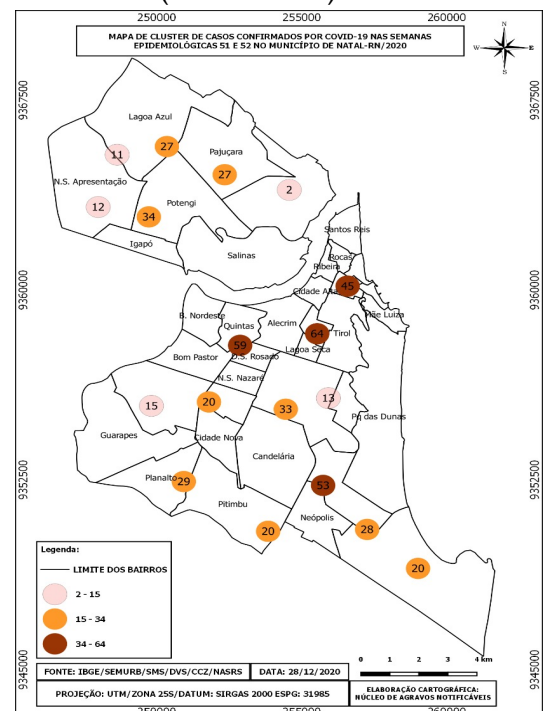 250000 255000 260000
MAPA DE CLUSTER DE CASOS CONFIRMADOS POR COVID-19 NAS SEMANAS
EPIDEMIOLÓGICAS 51 E 52 NO MUNICÍPIO DE NATAL-RN/2020
N
W E
S
9367500 9367500
Lagoa Azul
27
Pajuçara
11
27
N.S. Apresentação
2
12
Potengi
34
Santos Reis
Igapó
Salinas
Rocas
Ribeira
9360000 9360000
45
Cidade Alta
Mãe Luiza
B. Nordeste
Quintas
Alecrim
64
Tirol
59
Lagoa Seca
Bom Pastor
D.S. Rosado
N.S. Nazaré
13
15
20
33
Pq das Dunas
Guarapes
Cidade Nova
Candelária
9352500 9352500
Planalto
29
53
Pitimbu
Neópolis
20
28
20
Legenda:
LIMITE DOS BAIRROS
2 - 15
15 - 34
34 - 64
9345000 9345000
0 1 2 3 4 km
FONTE: IBGE/SEMURB/SMS/DVS/CCZ/NASRS
DATA: 28/12/2020
PROJEÇÃO: UTM/ZONA 25S/DATUM: SIRGAS 2000 ESPG: 31985
ELABORAÇÃO CARTOGRÁFICA:
NÚCLEO DE AGRAVOS NOTIFICÁVEIS
250000 255000 260000